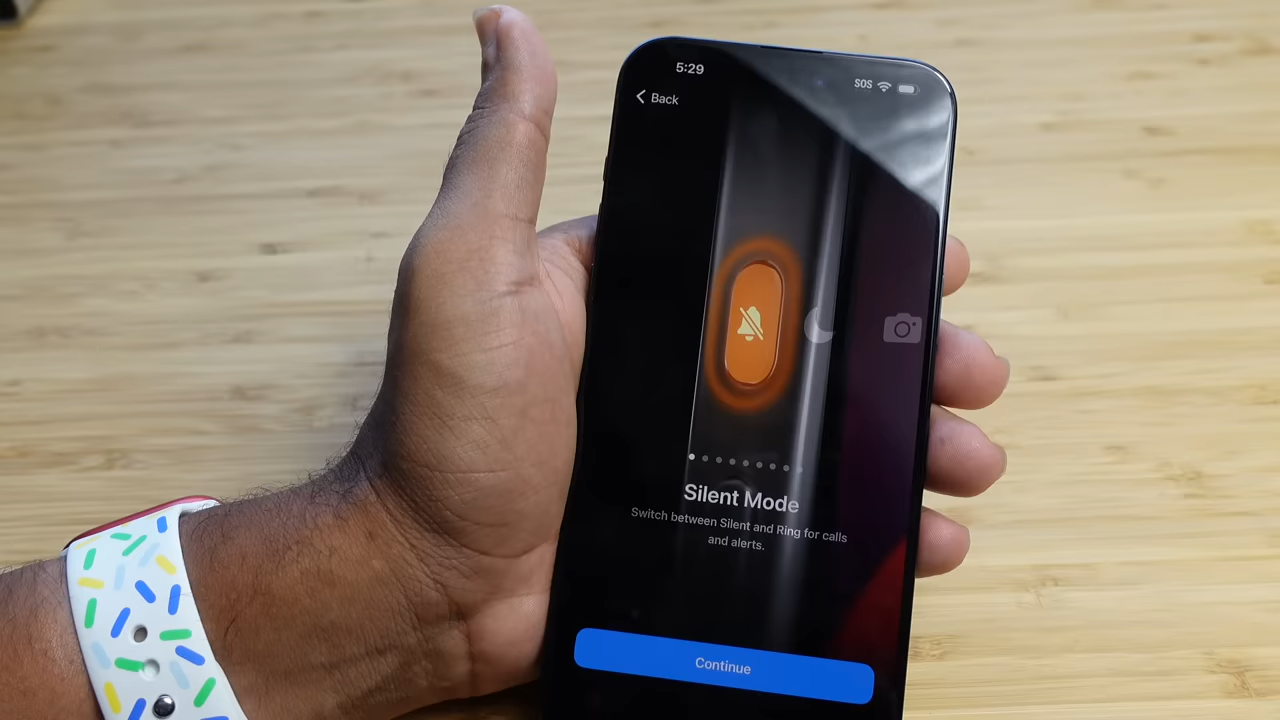 5:29
SOS
Back
Silent Mode
Switch between Silent and Ring for calls
and alerts.
Continue